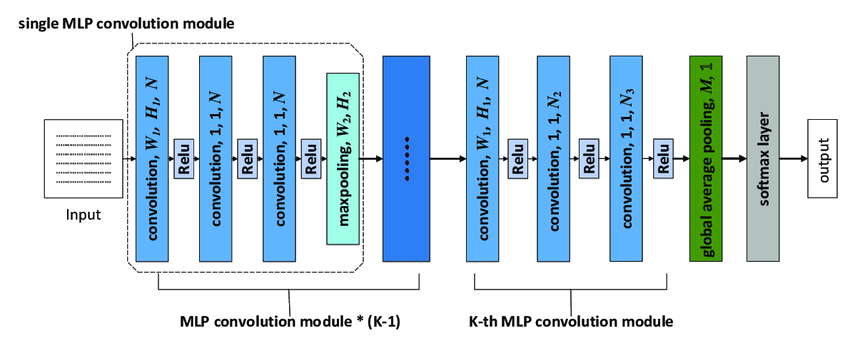 single MLP convolution module
Input
convolution, W₁, H₁, N
Relu
convolution, 1, 1, N
Relu
convolution, 1, 1, N
Relu
maxpooling, W₂, H₂
......
convolution, W₁, H₁, N
Relu
convolution, 1, 1, N₂
Relu
convolution, 1, 1, N₃
Relu
global average pooling, M, 1
softmax layer
output
MLP convolution module * (K-1)
K-th MLP convolution module